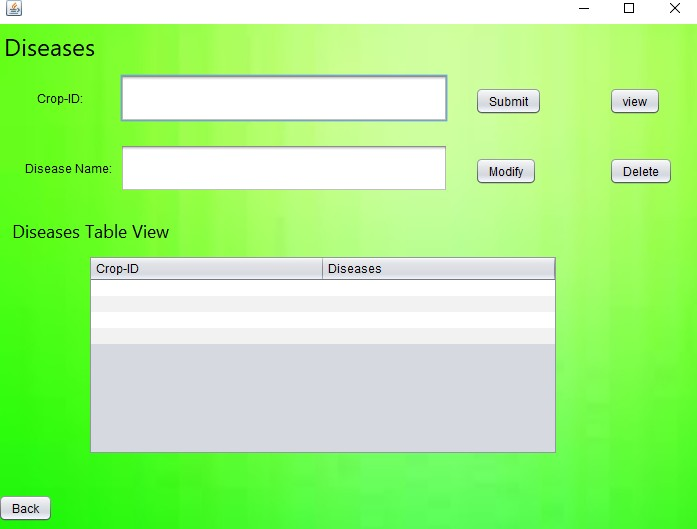 Diseases
Crop-ID:
Submit
view
Disease Name:
Modify
Delete
Diseases Table View
Crop-ID Diseases
Back